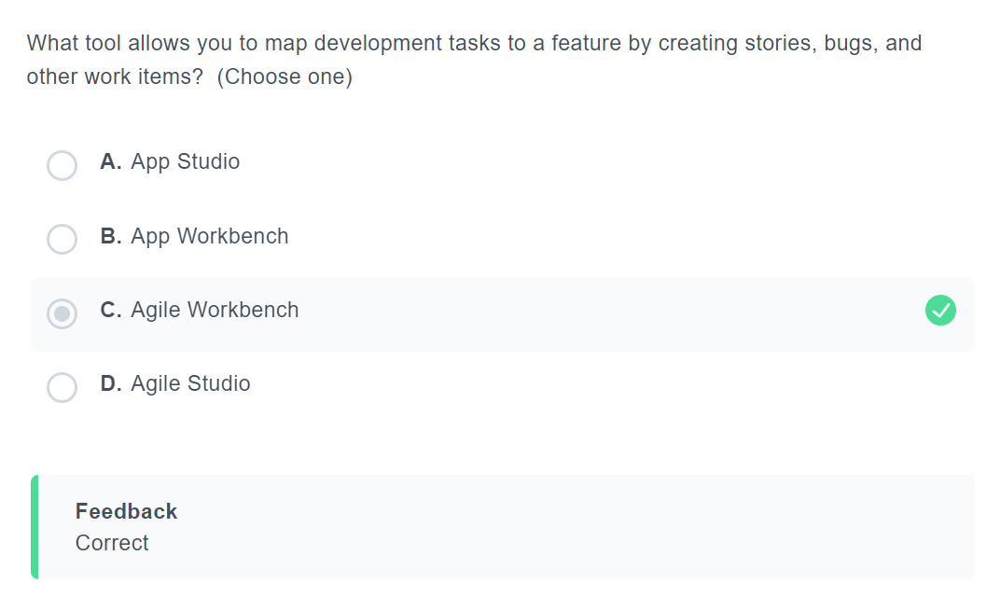 What tool allows you to map development tasks to a feature by creating stories, bugs, and
other work items?  (Choose one)
A. App Studio
B. App Workbench
C. Agile Workbench
D. Agile Studio
Feedback
Correct